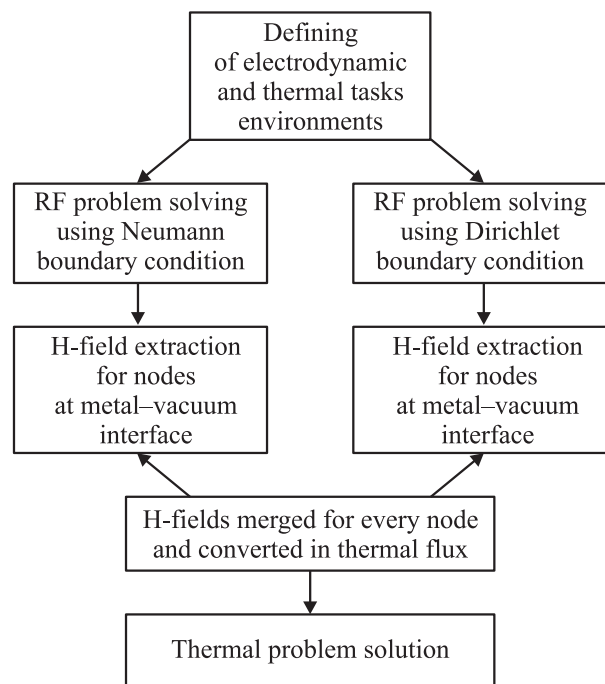 Defining
of electrodynamic
and thermal tasks
environments
RF problem solving
using Neumann
boundary condition
RF problem solving
using Dirichlet
boundary condition
H-field extraction
for nodes
at metal–vacuum
interface
H-field extraction
for nodes
at metal–vacuum
interface
H-fields merged for every node
and converted in thermal flux
Thermal problem solution